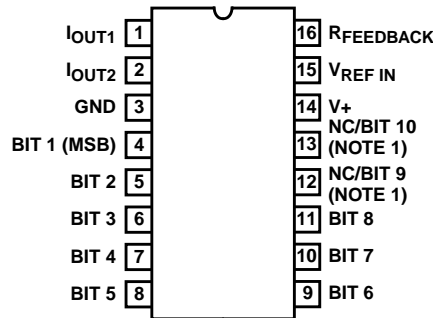 IOUT1 1
IOUT2 2
GND 3
BIT 1 (MSB) 4
BIT 2 5
BIT 3 6
BIT 4 7
BIT 5 8
16 RFEEDBACK
15 VREF IN
14 V+
13 NC/BIT 10
(NOTE 1)
12 NC/BIT 9
(NOTE 1)
11 BIT 8
10 BIT 7
9 BIT 6